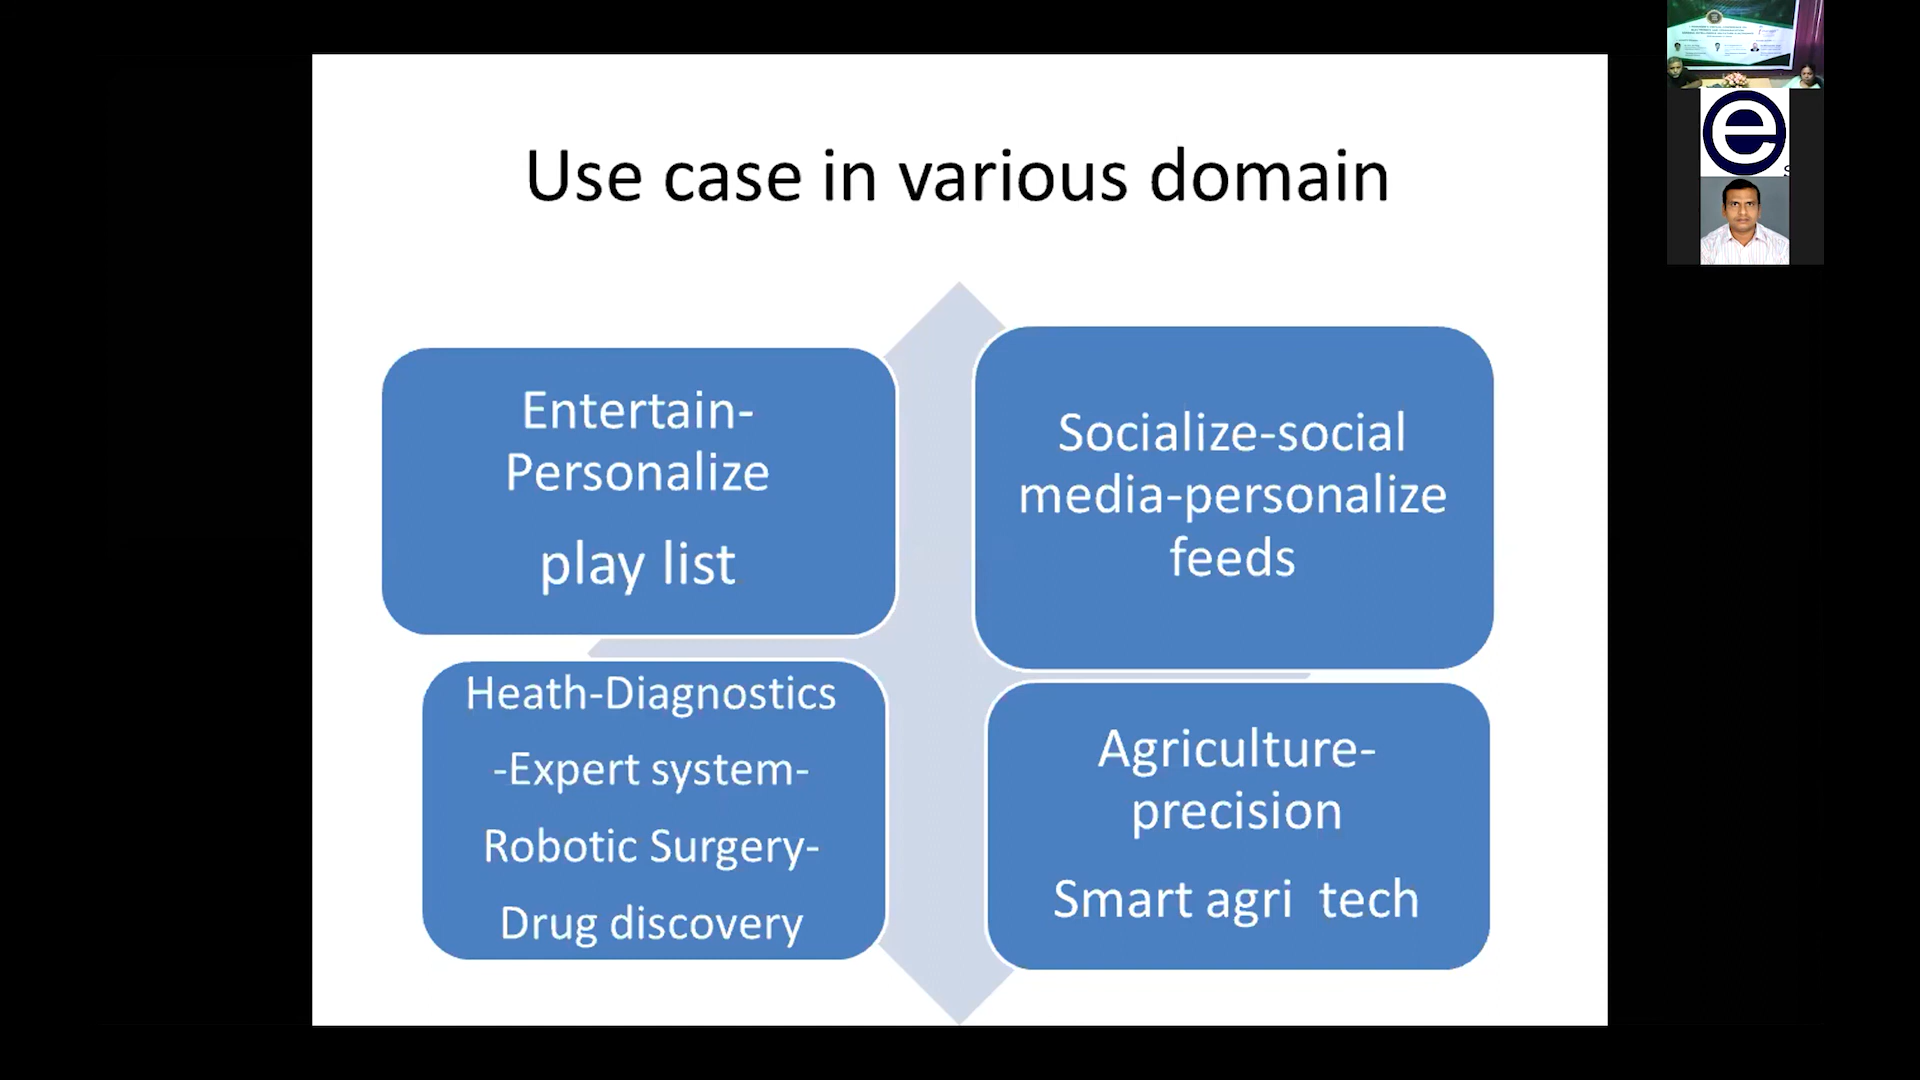 Use case in various domain
Entertain-
Personalize
play list
Socialize-social
media-personalize
feeds
Heath-Diagnostics
-Expert system-
Robotic Surgery-
Drug discovery
Agriculture-
precision
Smart agri tech
e